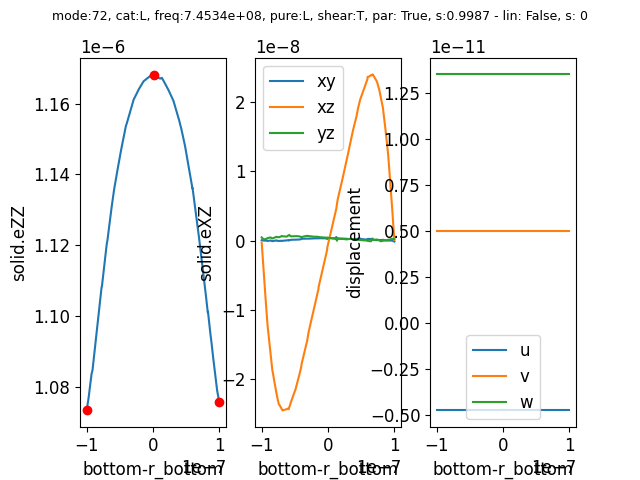 mode:72, cat:L, freq:7.4534e+08, pure:L, shear:T, par: True, s:0.9987 - lin: False, s: 0
1e−6
1.16
1.14
1.12
1.10
1.08
−1
0
1
1e−7
bottom-r_bottom
solid.eZZ
1e−8
2
1
0
−1
−2
−1
0
1
1e−7
bottom-r_bottom
solid.eXZ
xy
xz
yz
1e−11
1.25
1.00
0.75
0.50
0.25
0.00
−0.25
−0.50
−1
0
1
1e−7
bottom-r_bottom
displacement
u
v
w